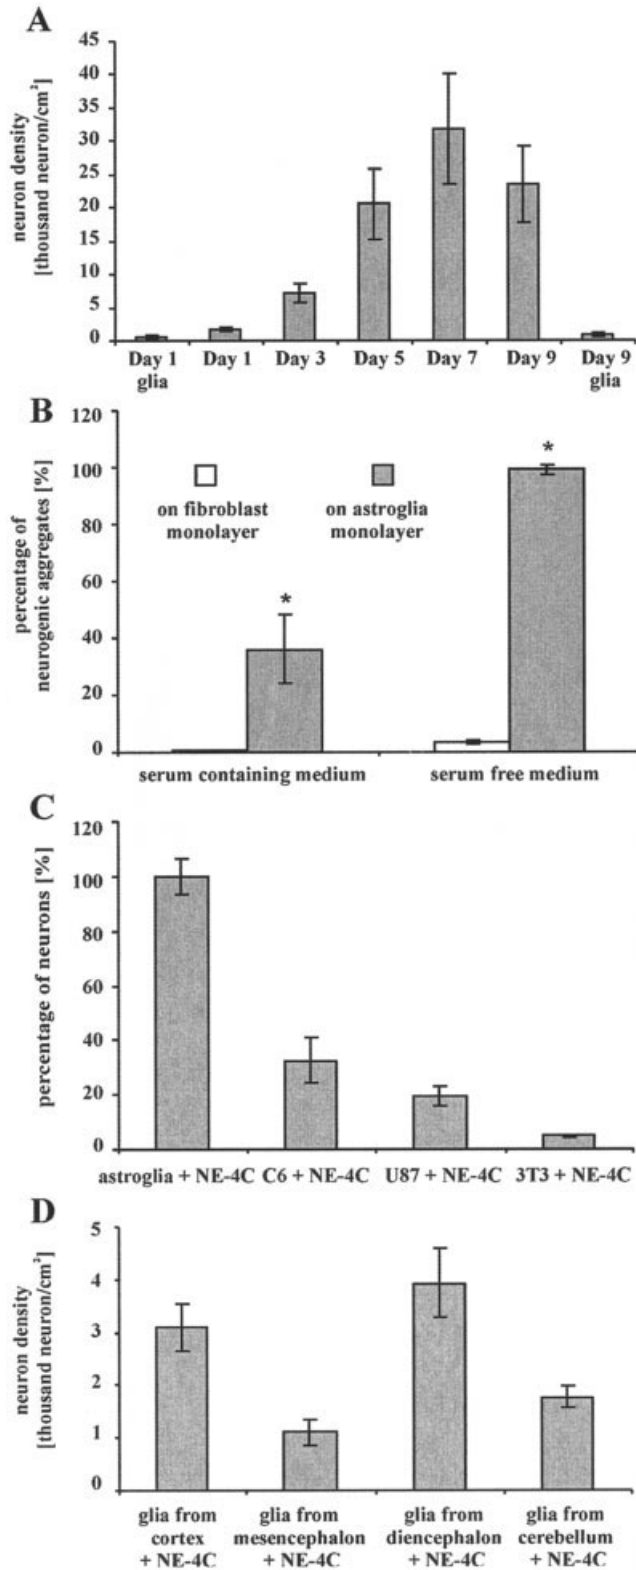 A
neuron density
[thousand neuron/cm²]
45
40
35
30
25
20
15
10
5
0
Day 1
glia
Day 1
Day 3
Day 5
Day 7
Day 9
Day 9
glia
B
percentage of
neurogenic aggregates [%]
120
100
80
60
40
20
0
on fibroblast
monolayer
on astroglia
monolayer
*
*
serum containing medium
serum free medium
C
percentage of neurons [%]
120
100
80
60
40
20
0
astroglia + NE-4C
C6 + NE-4C
U87 + NE-4C
3T3 + NE-4C
D
neuron density
[thousand neuron/cm²]
5
4
3
2
1
0
glia from
cortex
+ NE-4C
glia from
mesencephalon
+ NE-4C
glia from
diencephalon
+ NE-4C
glia from
cerebellum
+ NE-4C